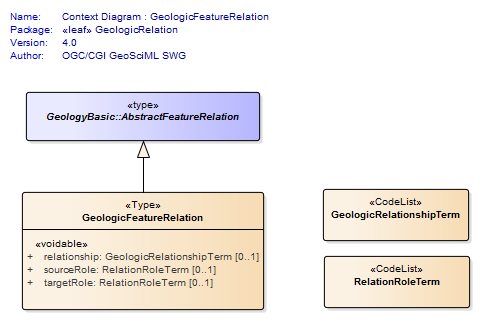 Name: Context Diagram : GeologicFeatureRelation
Package: «leaf» GeologicRelation
Version: 4.0
Author: OGC/CGI GeoSciML SWG
«type»
GeologyBasic::AbstractFeatureRelation
«Type»
GeologicFeatureRelation
«voidable»
+ relationship: GeologicRelationshipTerm [0..1]
+ sourceRole: RelationRoleTerm [0..1]
+ targetRole: RelationRoleTerm [0..1]
«CodeList»
GeologicRelationshipTerm
«CodeList»
RelationRoleTerm